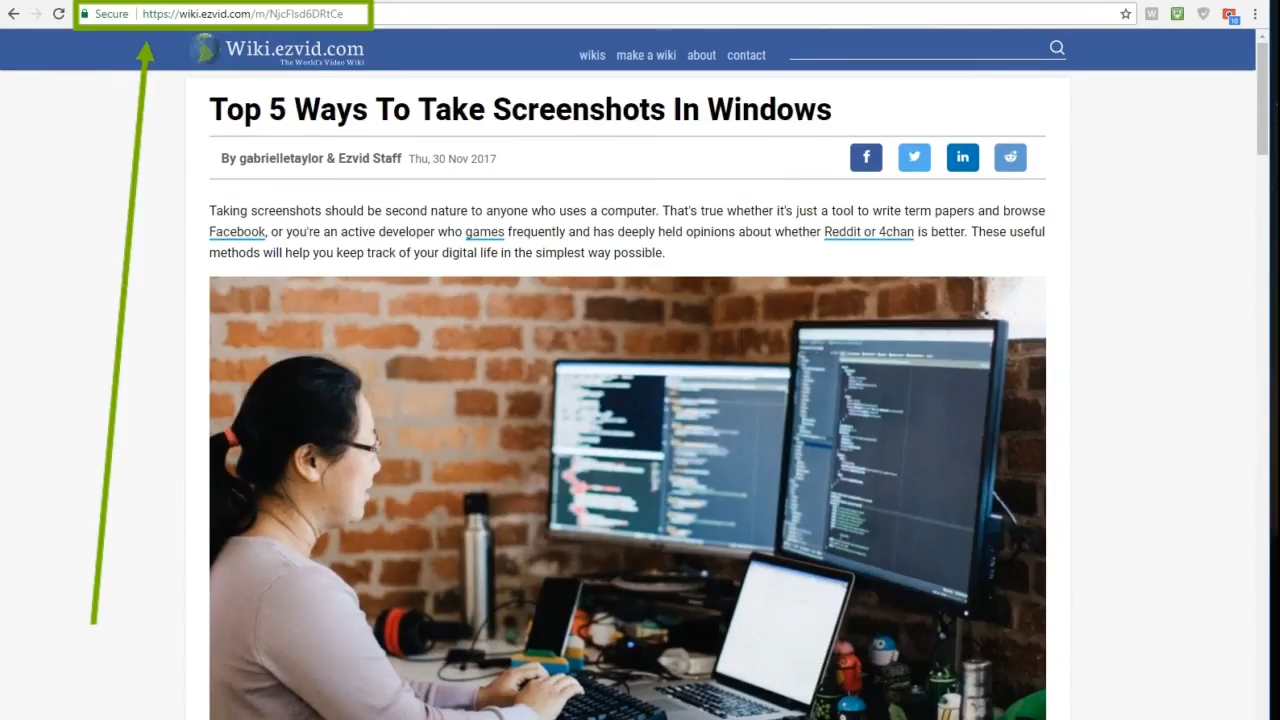 Secure https://wiki.ezvid.com/m/NjcFlsd6DRtCe
Wiki.ezvid.com
The World's Video Wiki
wikis make a wiki about contact
Top 5 Ways To Take Screenshots In Windows
By gabrielletaylor & Ezvid Staff Thu, 30 Nov 2017
Taking screenshots should be second nature to anyone who uses a computer. That's true whether it's just a tool to write term papers and browse
Facebook, or you're an active developer who games frequently and has deeply held opinions about whether Reddit or 4chan is better. These useful
methods will help you keep track of your digital life in the simplest way possible.